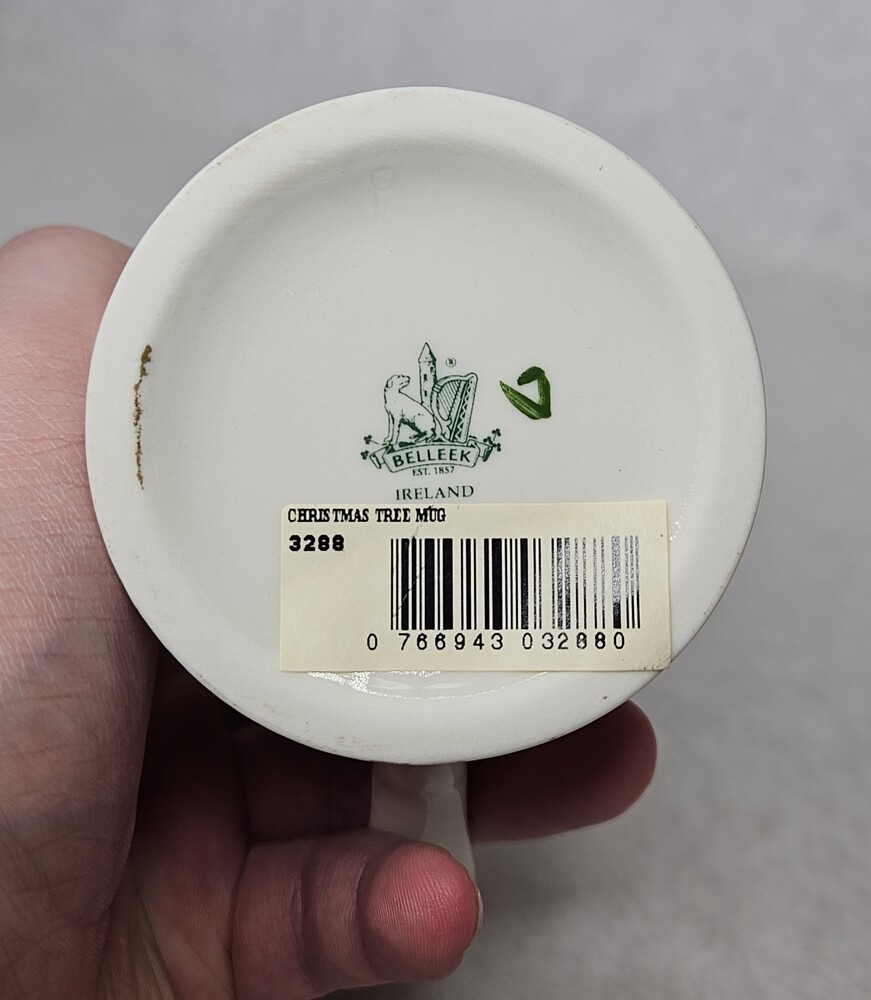 ®
BELLEEK
EST. 1857
IRELAND
CHRISTMAS TREE MUG
3288
0 766943 032880